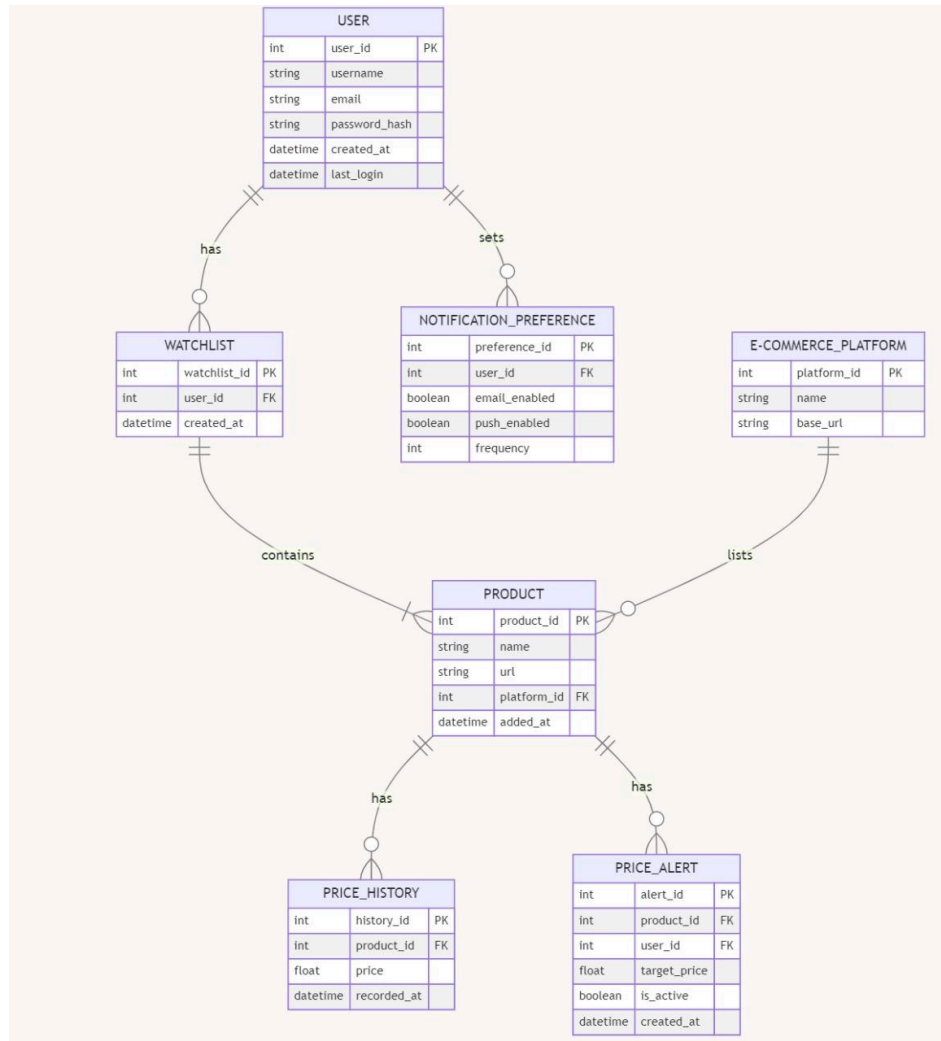 USER
int user_id PK
string username
string email
string password_hash
datetime created_at
datetime last_login
has
sets
WATCHLIST
int watchlist_id PK
int user_id FK
datetime created_at
NOTIFICATION_PREFERENCE
int preference_id PK
int user_id FK
boolean email_enabled
boolean push_enabled
int frequency
E-COMMERCE_PLATFORM
int platform_id PK
string name
string base_url
contains
lists
PRODUCT
int product_id PK
string name
string url
int platform_id FK
datetime added_at
has
has
PRICE_HISTORY
int history_id PK
int product_id FK
float price
datetime recorded_at
PRICE_ALERT
int alert_id PK
int product_id FK
int user_id FK
float target_price
boolean is_active
datetime created_at